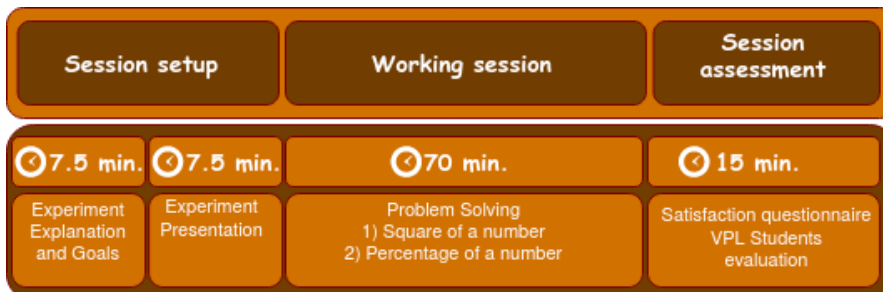 Session setup
Working session
Session
assessment
7.5 min.
7.5 min.
70 min.
15 min.
Experiment
Explanation
and Goals
Experiment
Presentation
Problem Solving
1) Square of a number
2) Percentage of a number
Satisfaction questionnaire
VPL Students
evaluation